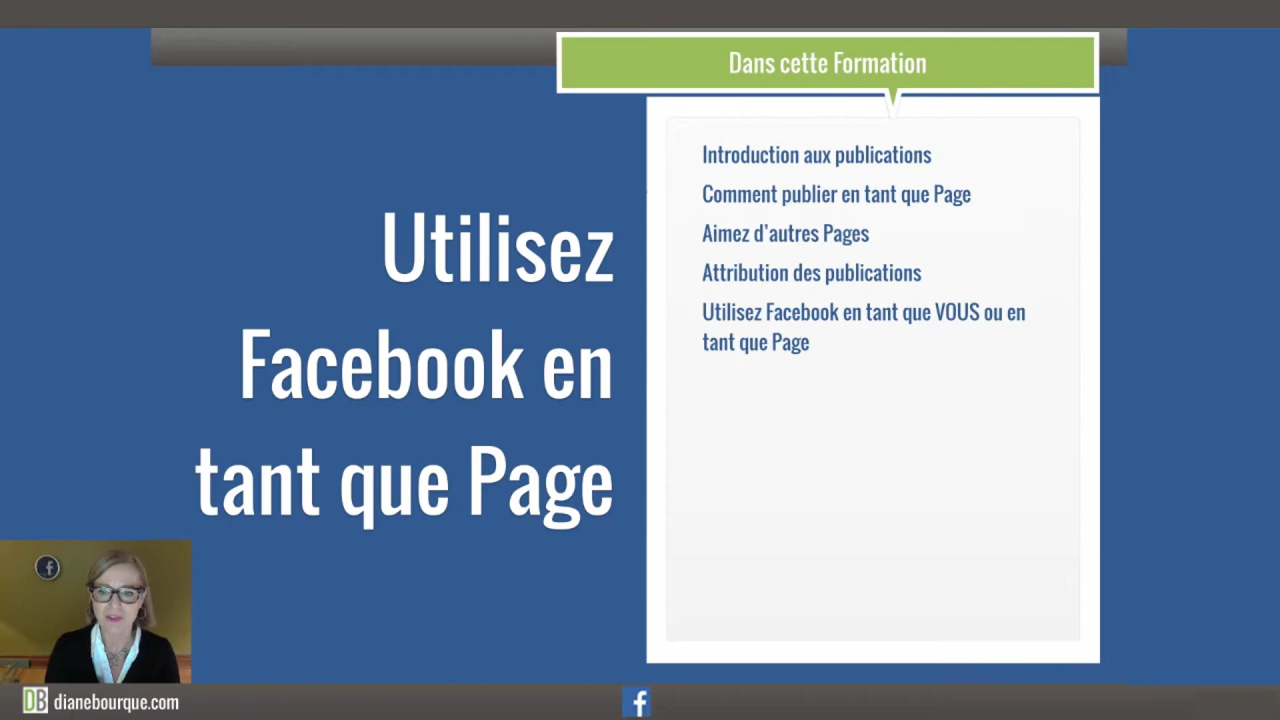 Dans cette Formation
Utilisez
Facebook en
tant que Page
Introduction aux publications
Comment publier en tant que Page
Aimez d’autres Pages
Attribution des publications
Utilisez Facebook en tant que VOUS ou en
tant que Page
f
DB dianebourque.com
f